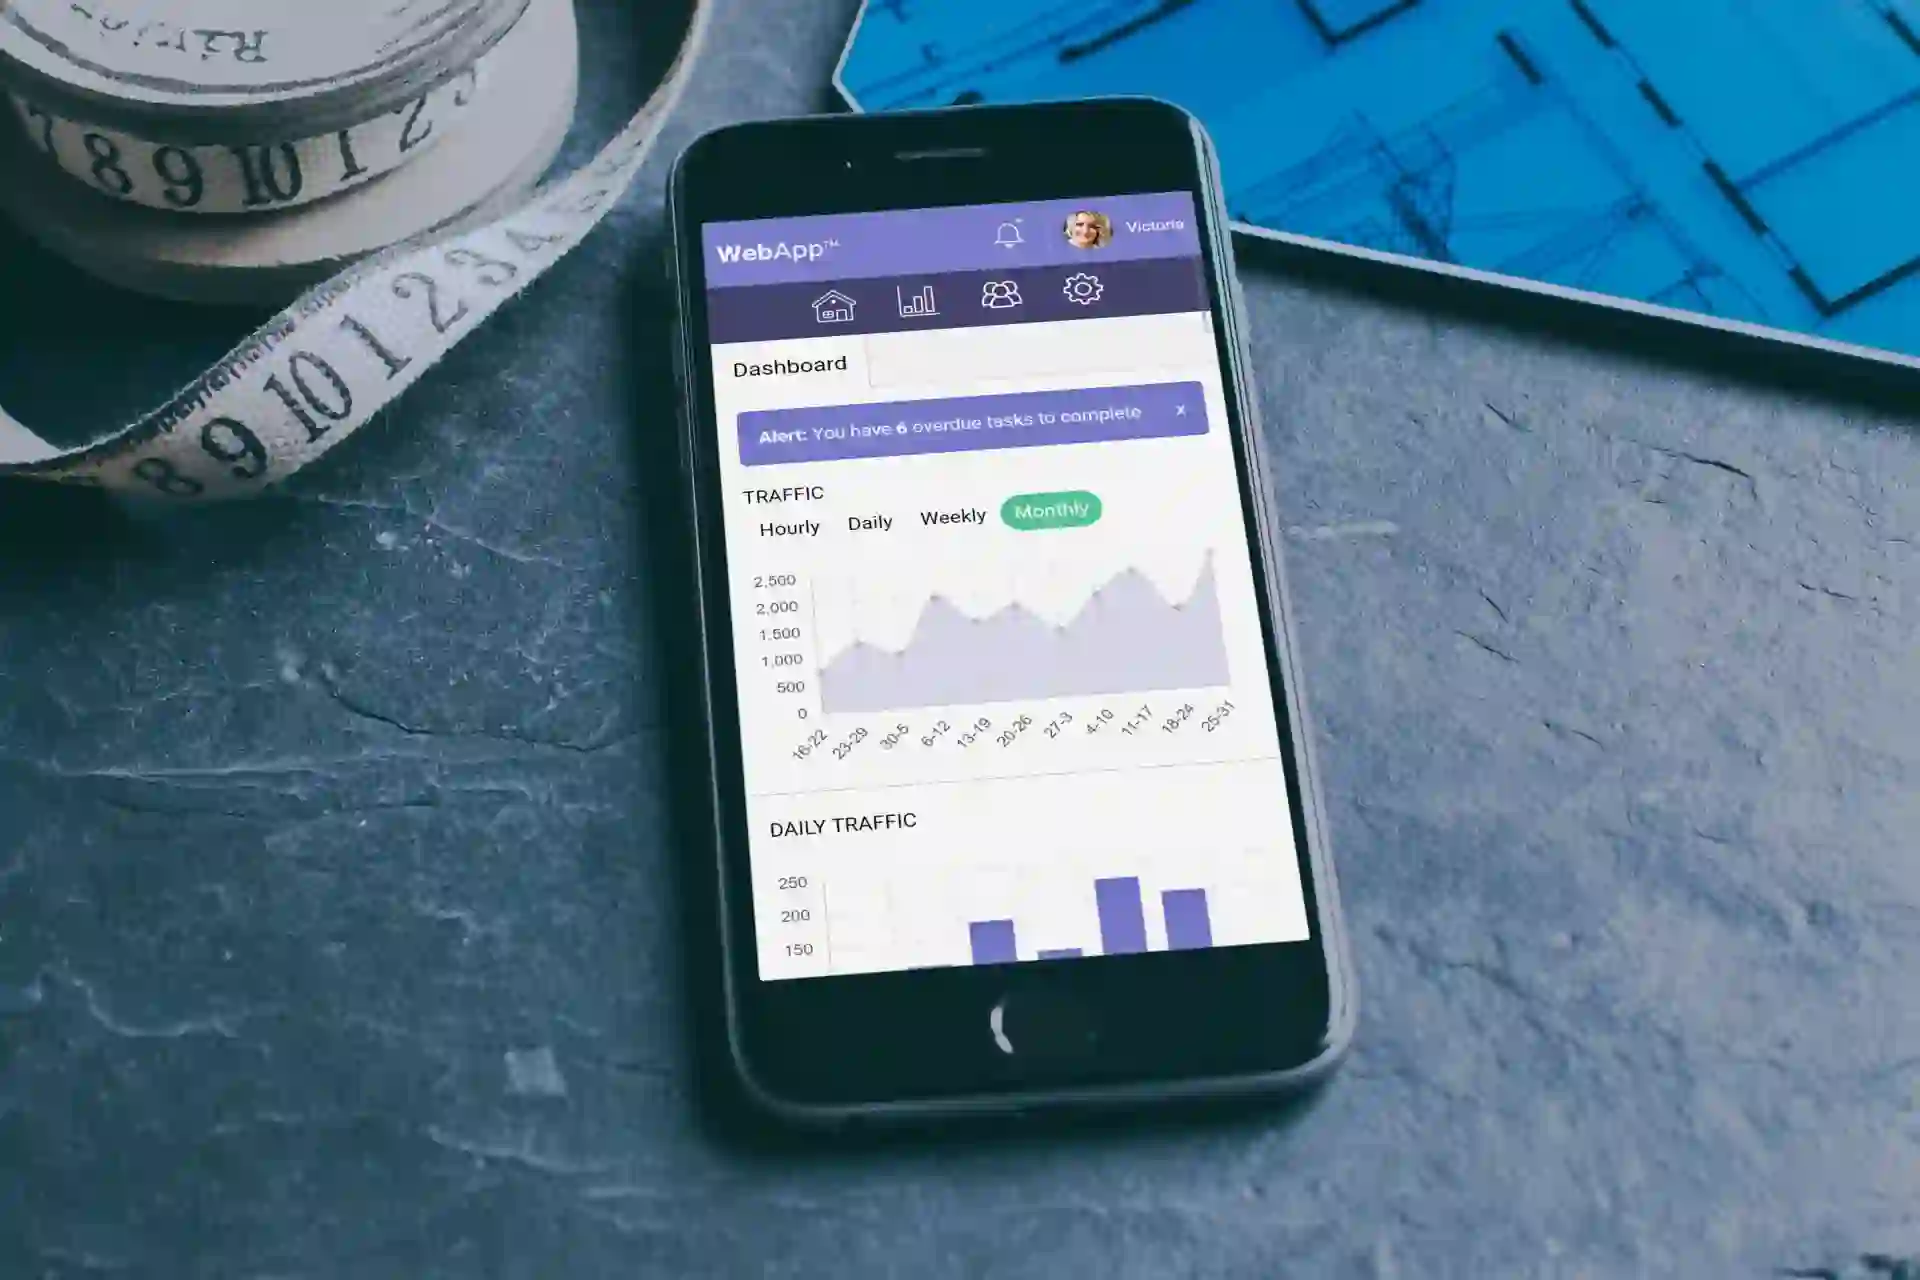 7 8 9 10 1 2 3
8 9 10 1 2 3 4
WebApp™
Victoria
Dashboard
Alert: You have 6 overdue tasks to complete x
TRAFFIC
Hourly Daily Weekly Monthly
2,500
2,000
1,500
1,000
500
0
16-22 23-29 30-5 6-12 13-19 20-26 27-3 4-10 11-17 18-24 25-31
DAILY TRAFFIC
250
200
150